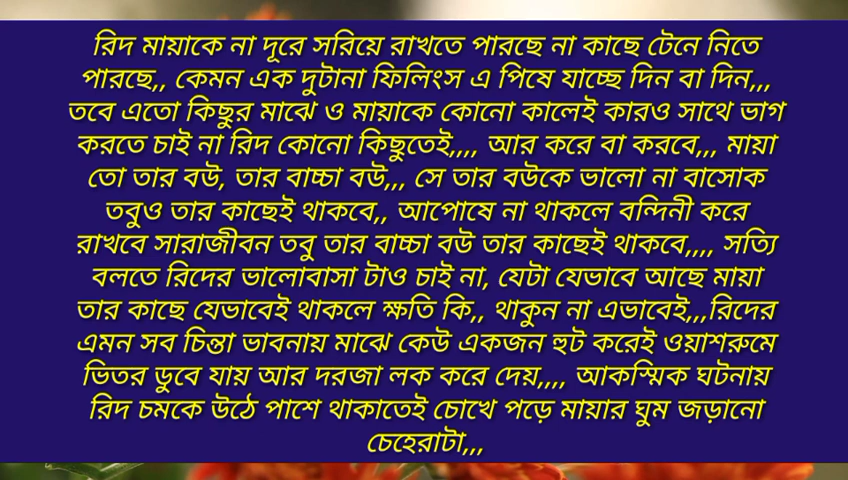 রিদ মায়াকে না দূরে সরিয়ে রাখতে পারছে না কাছে টেনে নিতে
পারছে,, কেমন এক দুটানা ফিলিংস এ পিষে যাচ্ছে দিন বা দিন,,,
তবে এতো কিছুর মাঝে ও মায়াকে কোনো কালেই কারও সাথে ভাগ
করতে চাই না রিদ কোনো কিছুতেই,,,, আর করে বা করবে,,, মায়া
তো তার বউ, তার বাচ্চা বউ,,, সে তার বউকে ভালো না বাসোক
তবুও তার কাছেই থাকবে,, আপোষে না থাকলে বন্দিনী করে
রাখবে সারাজীবন তবু তার বাচ্চা বউ তার কাছেই থাকবে,,,, সত্যি
বলতে রিদের ভালোবাসা টাও চাই না, যেটা যেভাবে আছে মায়া
তার কাছে যেভাবেই থাকলে ক্ষতি কি,, থাকুন না এভাবেই,,,রিদের
এমন সব চিন্তা ভাবনায় মাঝে কেউ একজন হুট করেই ওয়াশরুমে
ভিতর ডুবে যায় আর দরজা লক করে দেয়,,,, আকস্মিক ঘটনায়
রিদ চমকে উঠে পাশে থাকাতেই চোখে পড়ে মায়ার ঘুম জড়ানো
চেহেরাটা,,,